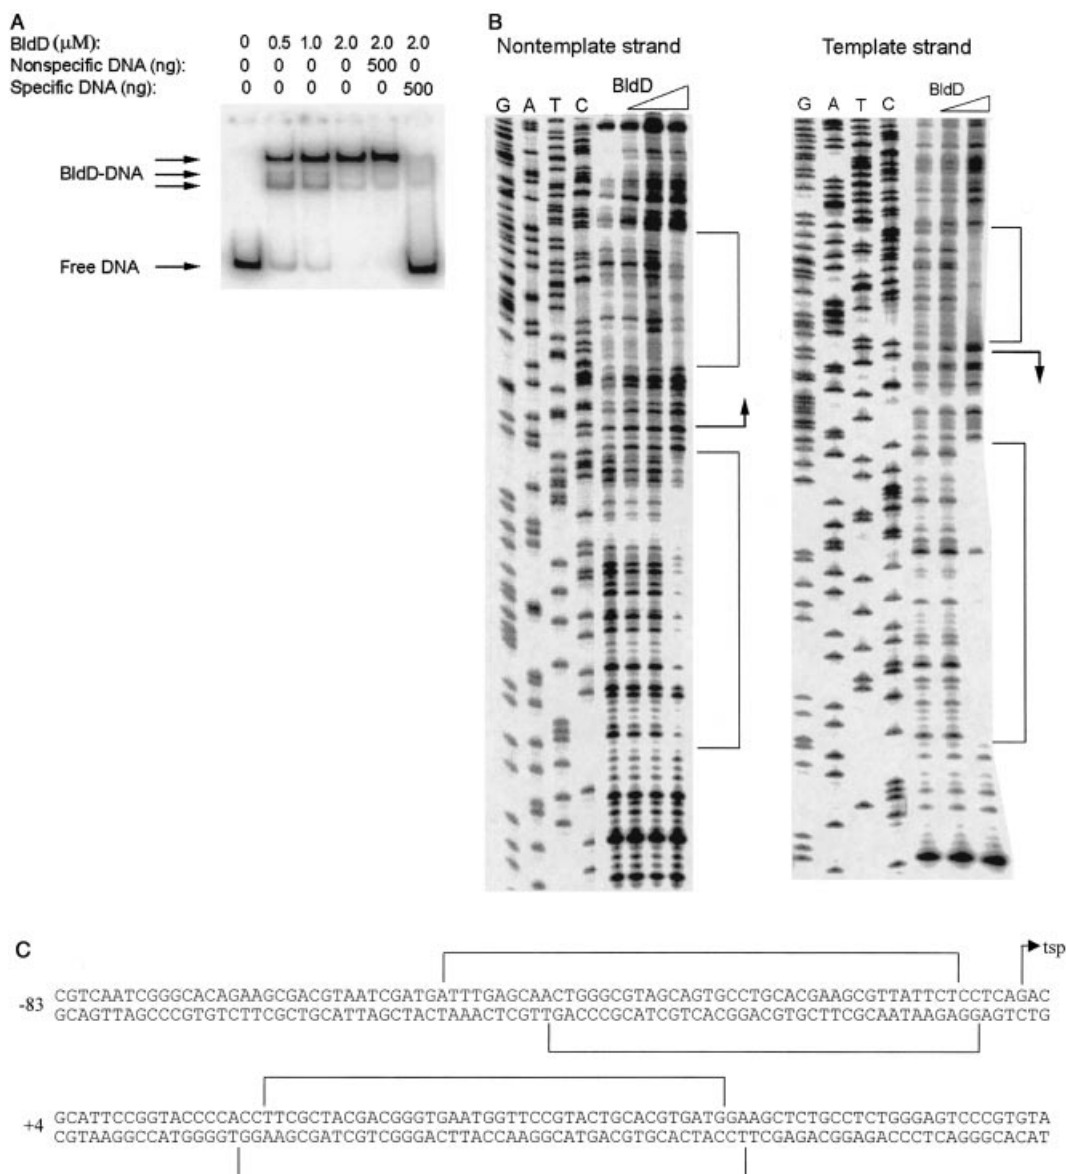 A
BldD (μM): 0 0.5 1.0 2.0 2.0 2.0
Nonspecific DNA (ng): 0 0 0 0 500 0
Specific DNA (ng): 0 0 0 0 0 500
BldD-DNA
Free DNA
B
Nontemplate strand
BldD
G A T C
Template strand
BldD
G A T C
C
tsp
-83
CGTCAATCGGGCACAGAAGCGACGTAATCGATGATTTGAGCAACTGGGCGTAGCAGTGCCTGCACGAAGCGTTATTCTCCTCAGAC
GCAGTTAGCCCGTGTCTTCGCTGCATTAGCTACTAAACTCGTTGACCCGCATCGTCACGGACGTGCTTCGCAATAAGAGGAGTCTG
+4
GCATTCCGGTACCCCACCTTCGCTACGACGGGTGAATGGTTCCGTACTGCACGTGATGGAAGCTCTGCCTCTGGGAGTCCCGTGTA
CGTAAGGCCATGGGGTGGAAGCGATCGTCGGGACTTACCAAGGCATGACGTGCACTACCTTCGAGACGGAGACCCTCAGGGCACAT